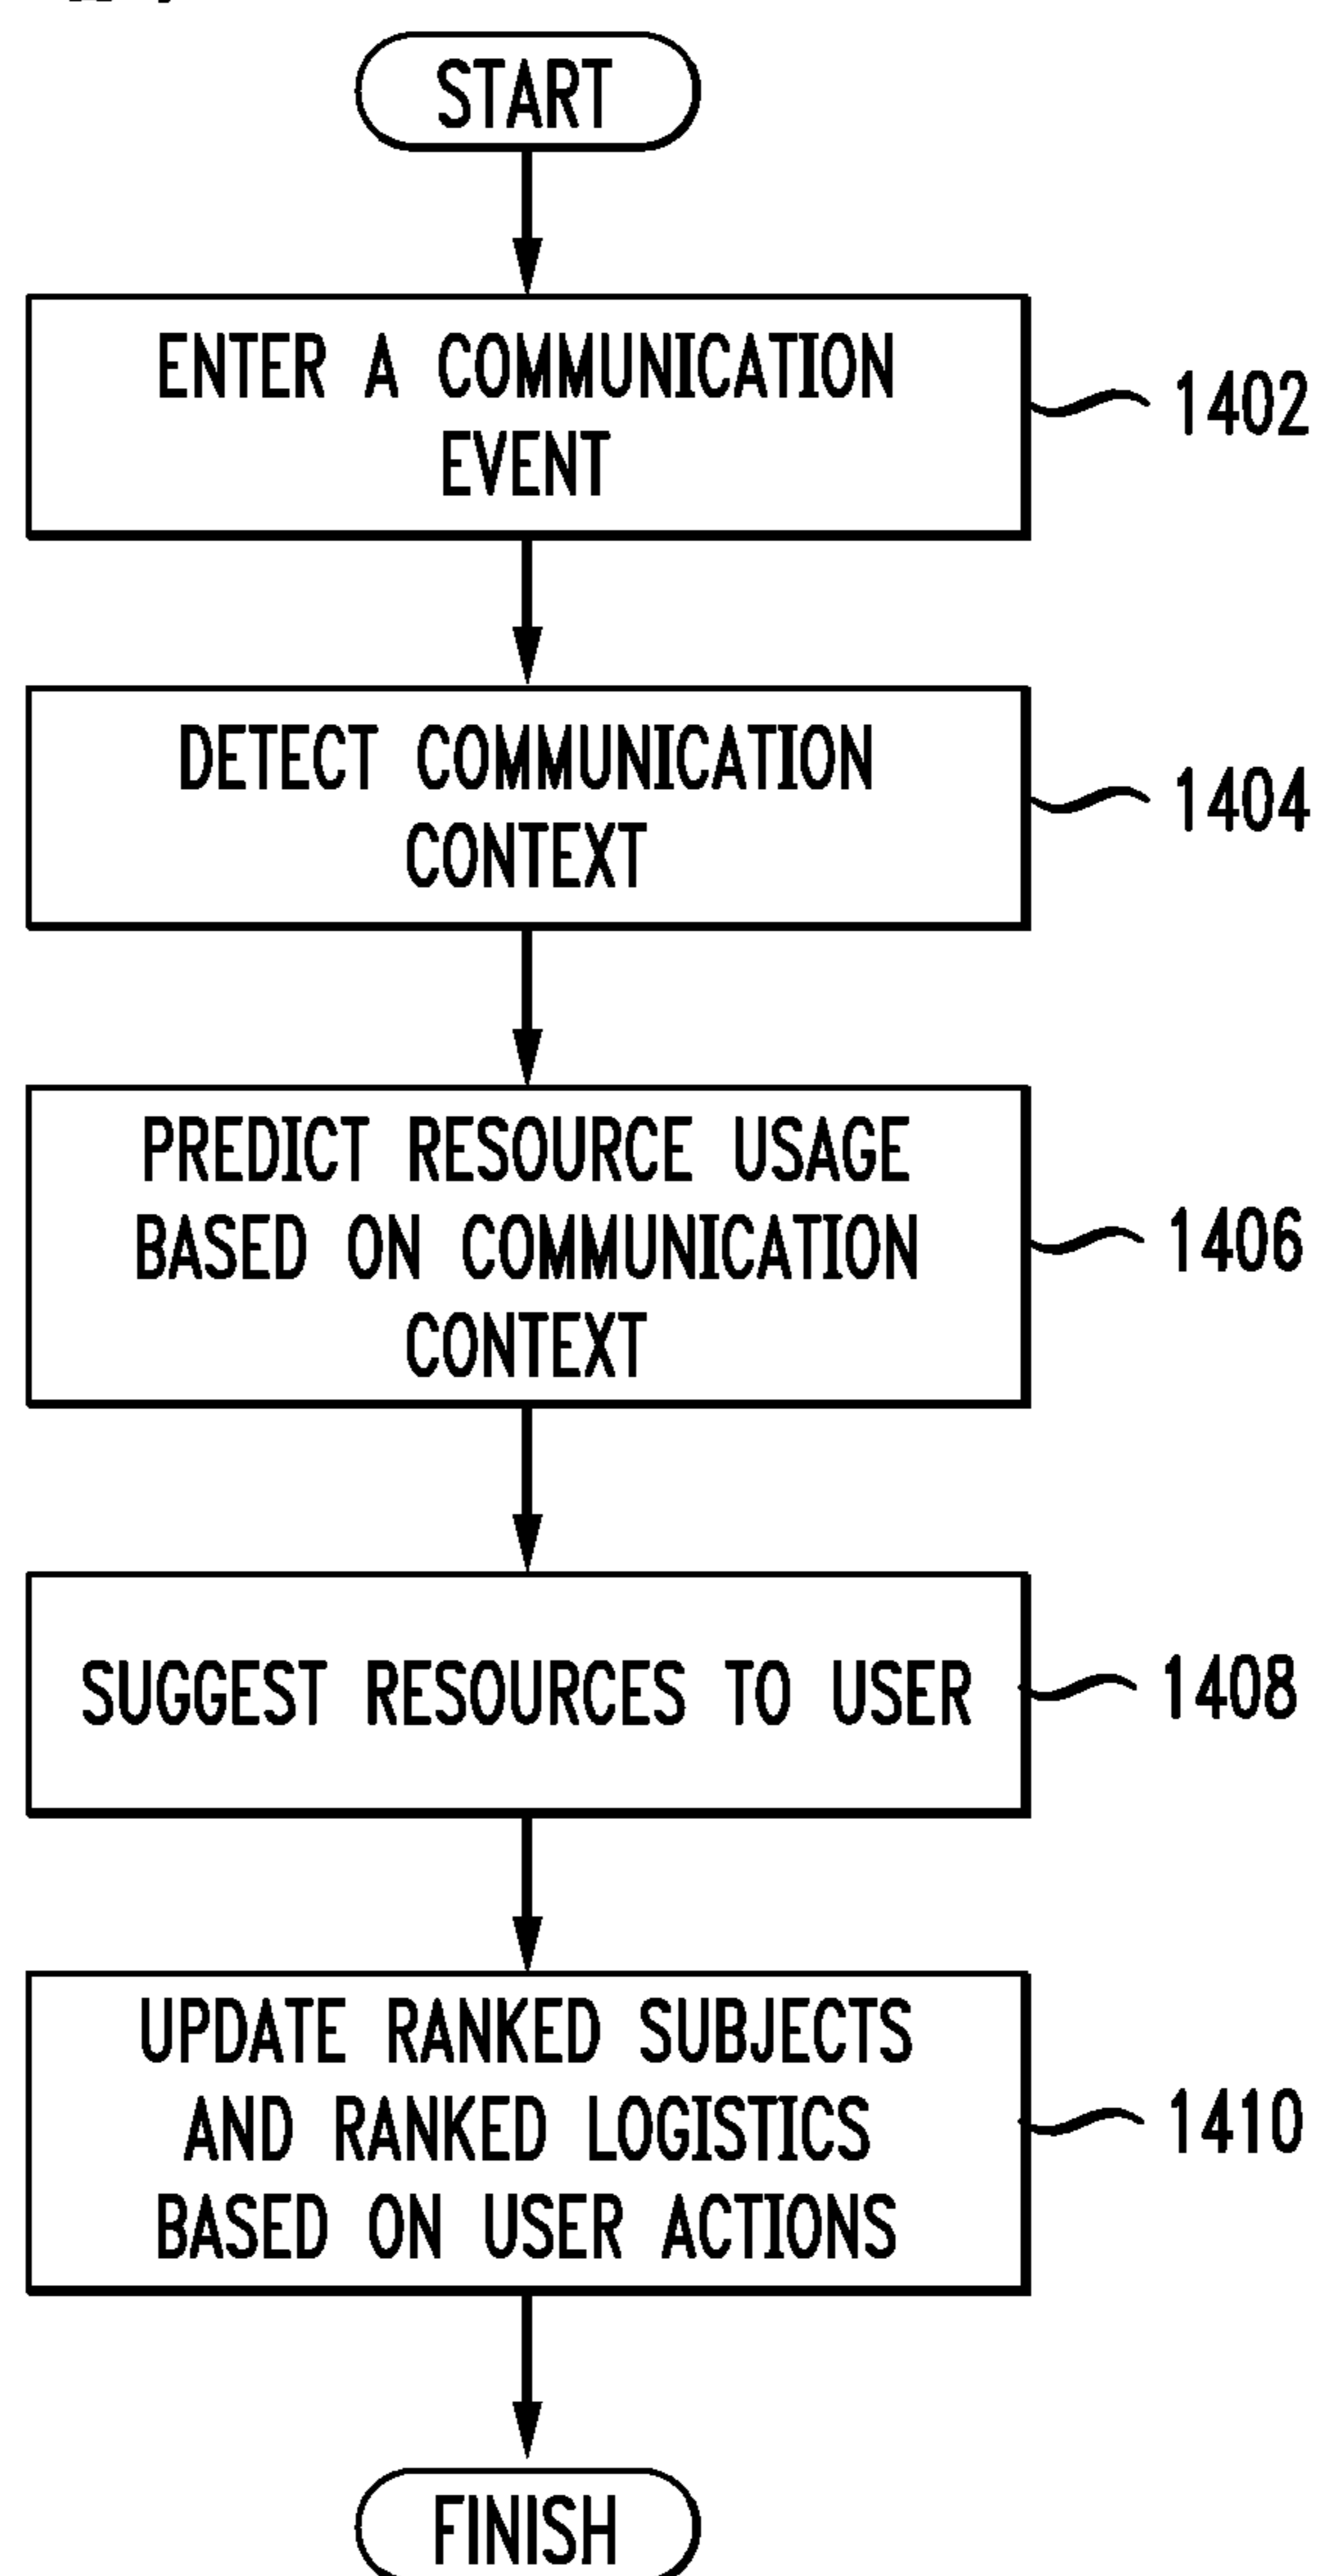 START
ENTER A COMMUNICATION
EVENT
1402
DETECT COMMUNICATION
CONTEXT
1404
PREDICT RESOURCE USAGE
BASED ON COMMUNICATION
CONTEXT
1406
SUGGEST RESOURCES TO USER
1408
UPDATE RANKED SUBJECTS
AND RANKED LOGISTICS
BASED ON USER ACTIONS
1410
FINISH